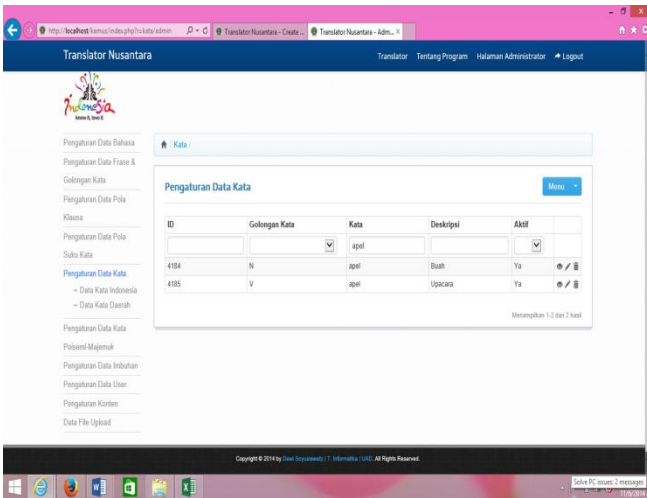 http://localhost/kamus/index.php?r=kata/admin
Translator Nusantara - Create ...
Translator Nusantara - Adm...
Translator Nusantara
Translator Tentang Program Halaman Administrator Logout
Indonesia
Pengaturan Data Bahasa
Pengaturan Data Frase &
Golongan Kata
Pengaturan Data Pola
Klausa
Pengaturan Data Pola
Suku Kata
Pengaturan Data Kata
~ Data Kata Indonesia
~ Data Kata Daerah
Pengaturan Data Kata
Polisemi-Majemuk
Pengaturan Data Imbuhan
Pengaturan Data User
Pengaturan Konten
Data File Upload
/ Kata /
Pengaturan Data Kata
Menu
ID Golongan Kata Kata Deskripsi Aktif
apel
4184 N apel Buah Ya
4185 V apel Upacara Ya
Menampilkan 1-2 dari 2 hasil
Copyright © 2014 by Dewi Soyusiawaty | T. Informatika | UAD. All Rights Reserved.
Solve PC issues: 2 messages
11/8/2014